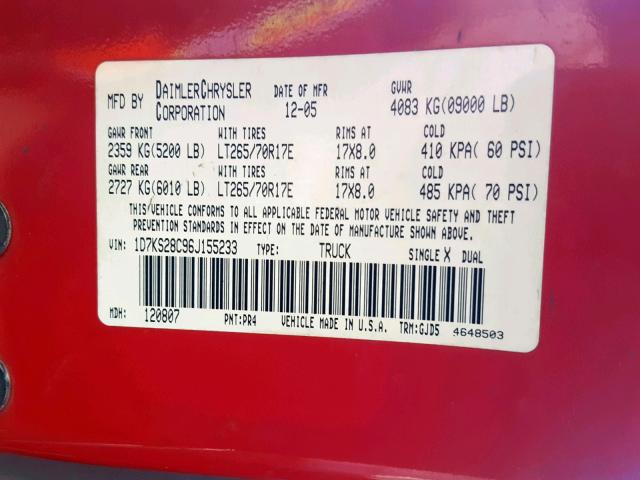 MFD BY DAIMLERCHRYSLER CORPORATION DATE OF MFR 12-05 GVWR 4083 KG(09000 LB)
GAWR FRONT WITH TIRES RIMS AT COLD
2359 KG(5200 LB) LT265/70R17E 17X8.0 410 KPA( 60 PSI)
GAWR REAR WITH TIRES RIMS AT COLD
2727 KG(6010 LB) LT265/70R17E 17X8.0 485 KPA( 70 PSI)
THIS VEHICLE CONFORMS TO ALL APPLICABLE FEDERAL MOTOR VEHICLE SAFETY AND THEFT
PREVENTION STANDARDS IN EFFECT ON THE DATE OF MANUFACTURE SHOWN ABOVE.
VIN: 1D7KS28C96J155233 TYPE: TRUCK SINGLE X DUAL
MDH: 120807 PNT:PR4 VEHICLE MADE IN U.S.A. TRM:GJD5 4648503